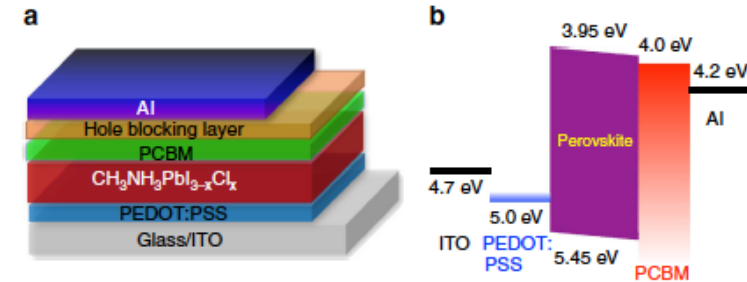 a
Al
Hole blocking layer
PCBM
CH₃NH₃PbI₃₋ₓClₓ
PEDOT:PSS
Glass/ITO
b
3.95 eV
4.0 eV
4.2 eV
Al
Perovskite
4.7 eV
5.0 eV
ITO
PEDOT:
PSS
5.45 eV
PCBM